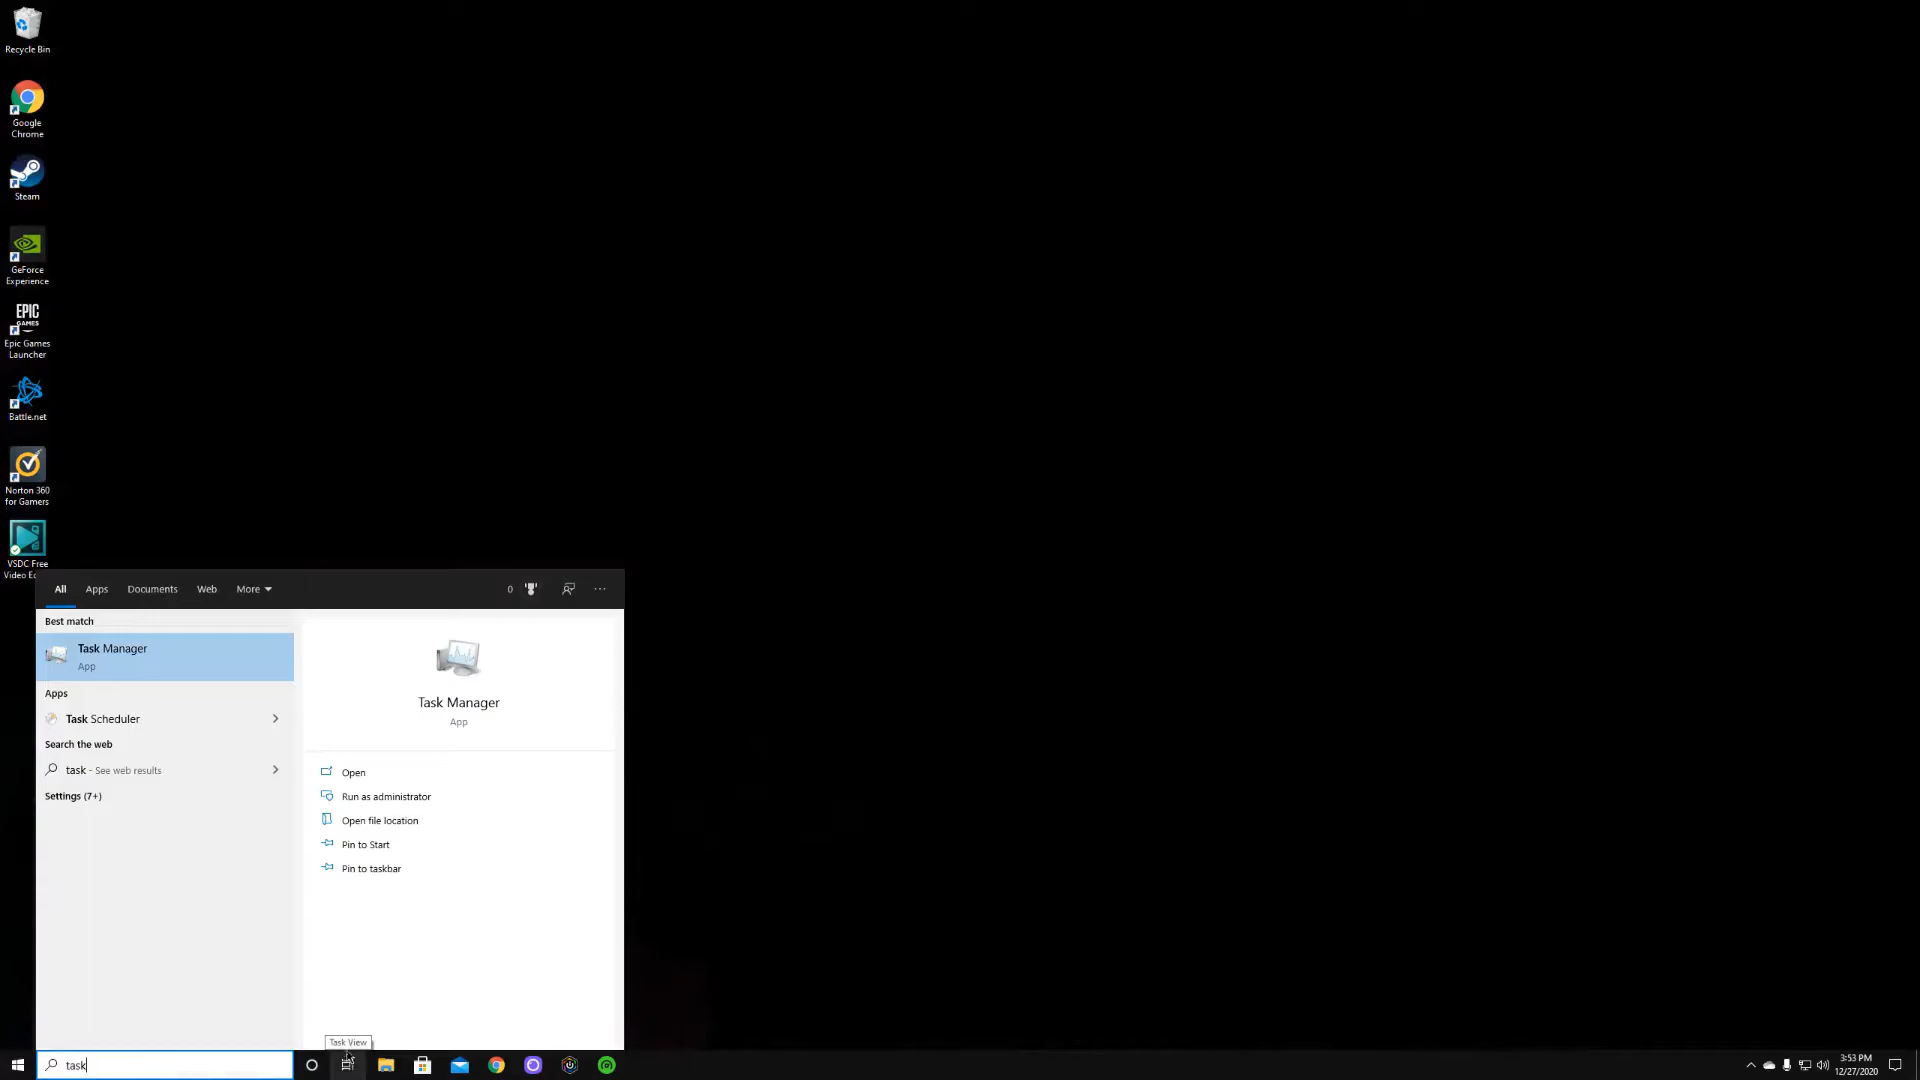 Recycle Bin
Google
Chrome
Steam
GeForce
Experience
EPIC
GAMES
Epic Games
Launcher
Battle.net
Norton 360
for Gamers
VSDC Free
Video E
All Apps Documents Web More 0
Best match
Task Manager
App
Apps
Task Scheduler
Search the web
task - See web results
Settings (7+)
Task Manager
App
Open
Run as administrator
Open file location
Pin to Start
Pin to taskbar
Task View
task
3:53 PM
12/27/2020